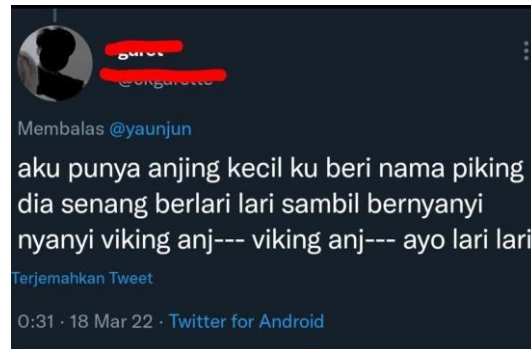 Membalas @yaunjun
aku punya anjing kecil ku beri nama piking
dia senang berlari lari sambil bernyanyi
nyanyi viking anj--- viking anj--- ayo lari lari
Terjemahkan Tweet
0:31 · 18 Mar 22 · Twitter for Android